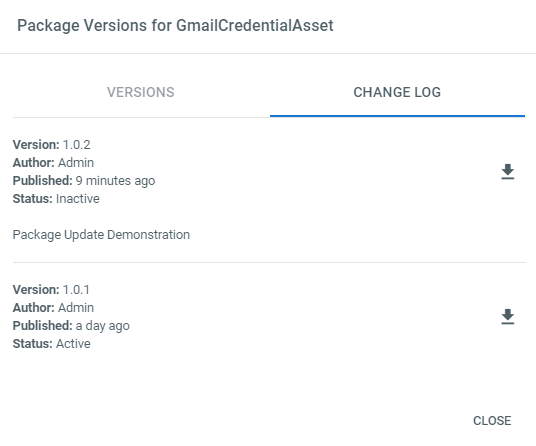 Package Versions for GmailCredentialAsset
VERSIONS
CHANGE LOG
Version: 1.0.2
Author: Admin
Published: 9 minutes ago
Status: Inactive
Package Update Demonstration
Version: 1.0.1
Author: Admin
Published: a day ago
Status: Active
CLOSE